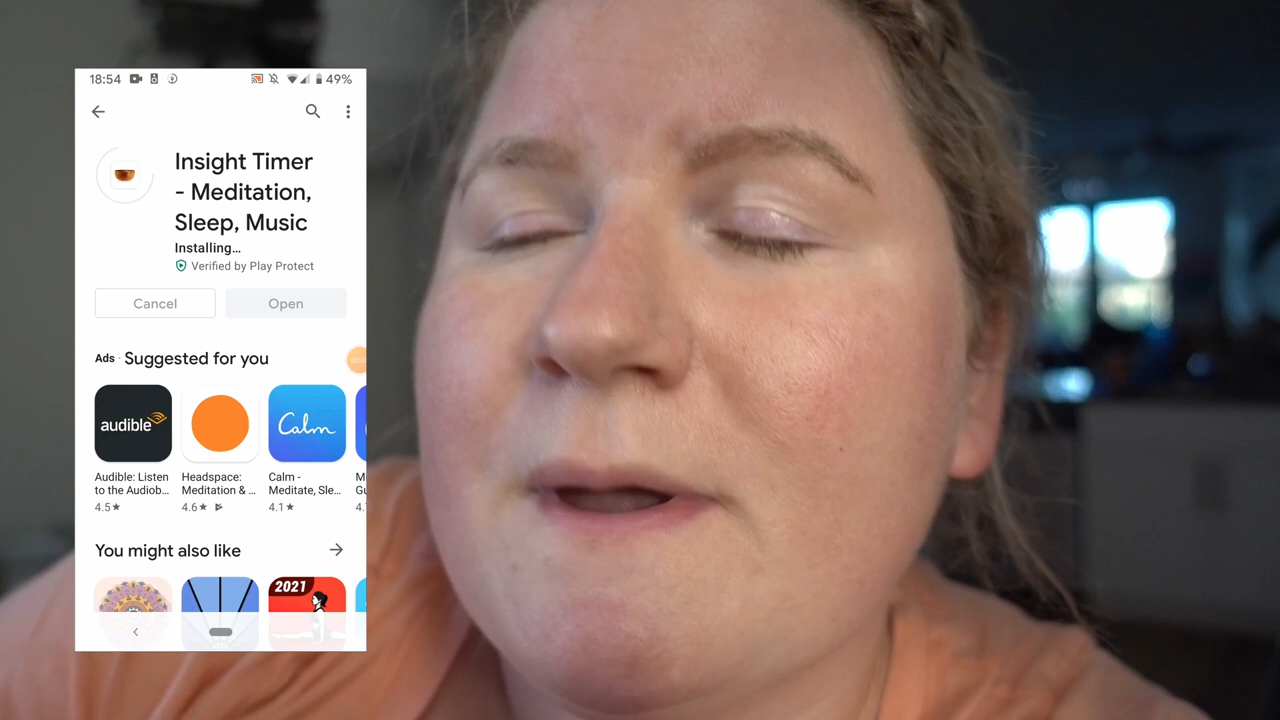 18:54
49%
Insight Timer
- Meditation,
Sleep, Music
Installing...
Verified by Play Protect
Cancel
Open
Ads · Suggested for you
audible
Calm
Audible: Listen
to the Audiob...
4.5★
Headspace:
Meditation & ...
4.6★
Calm -
Meditate, Sle...
4.1★
You might also like
2021